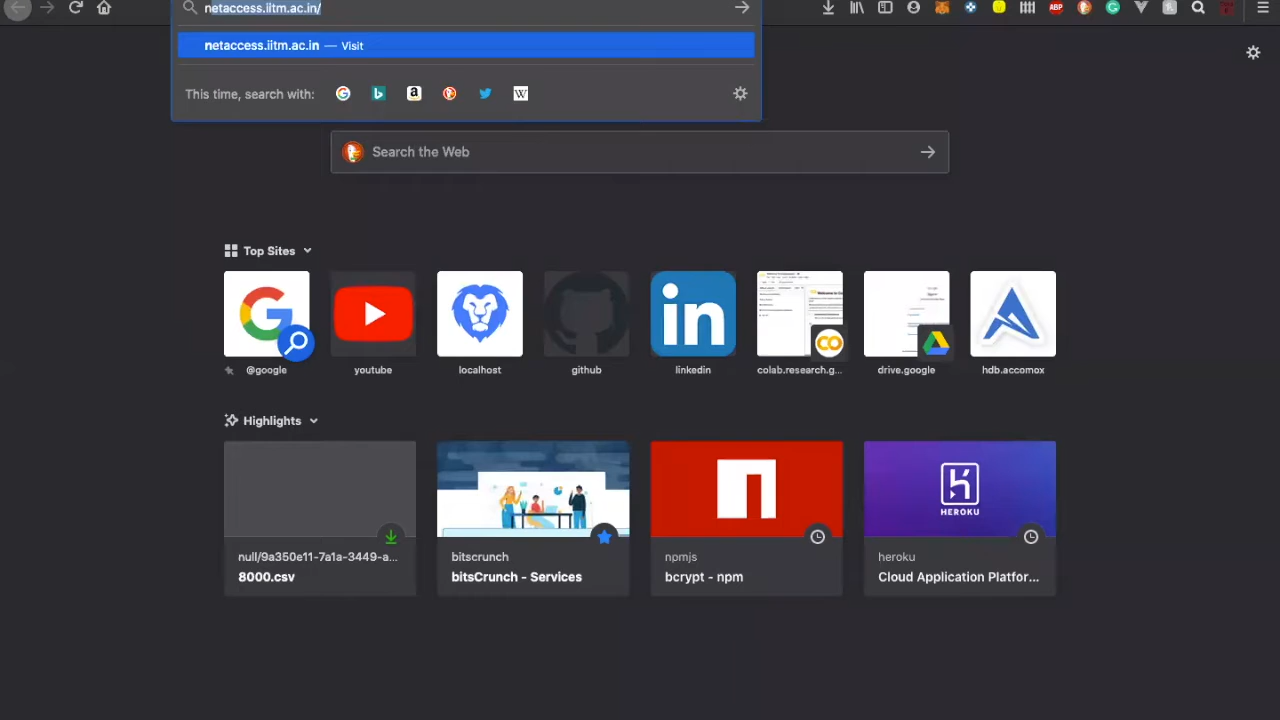 netaccess.iitm.ac.in/
netaccess.iitm.ac.in — Visit
This time, search with:
Search the Web
Top Sites
@google
youtube
localhost
github
linkedin
colab.research.g...
drive.google
hdb.accomox
Highlights
null/9a350e11-7a1a-3449-a...
8000.csv
bitscrunch
bitsCrunch - Services
npmjs
bcrypt - npm
HEROKU
heroku
Cloud Application Platfor...
ABP